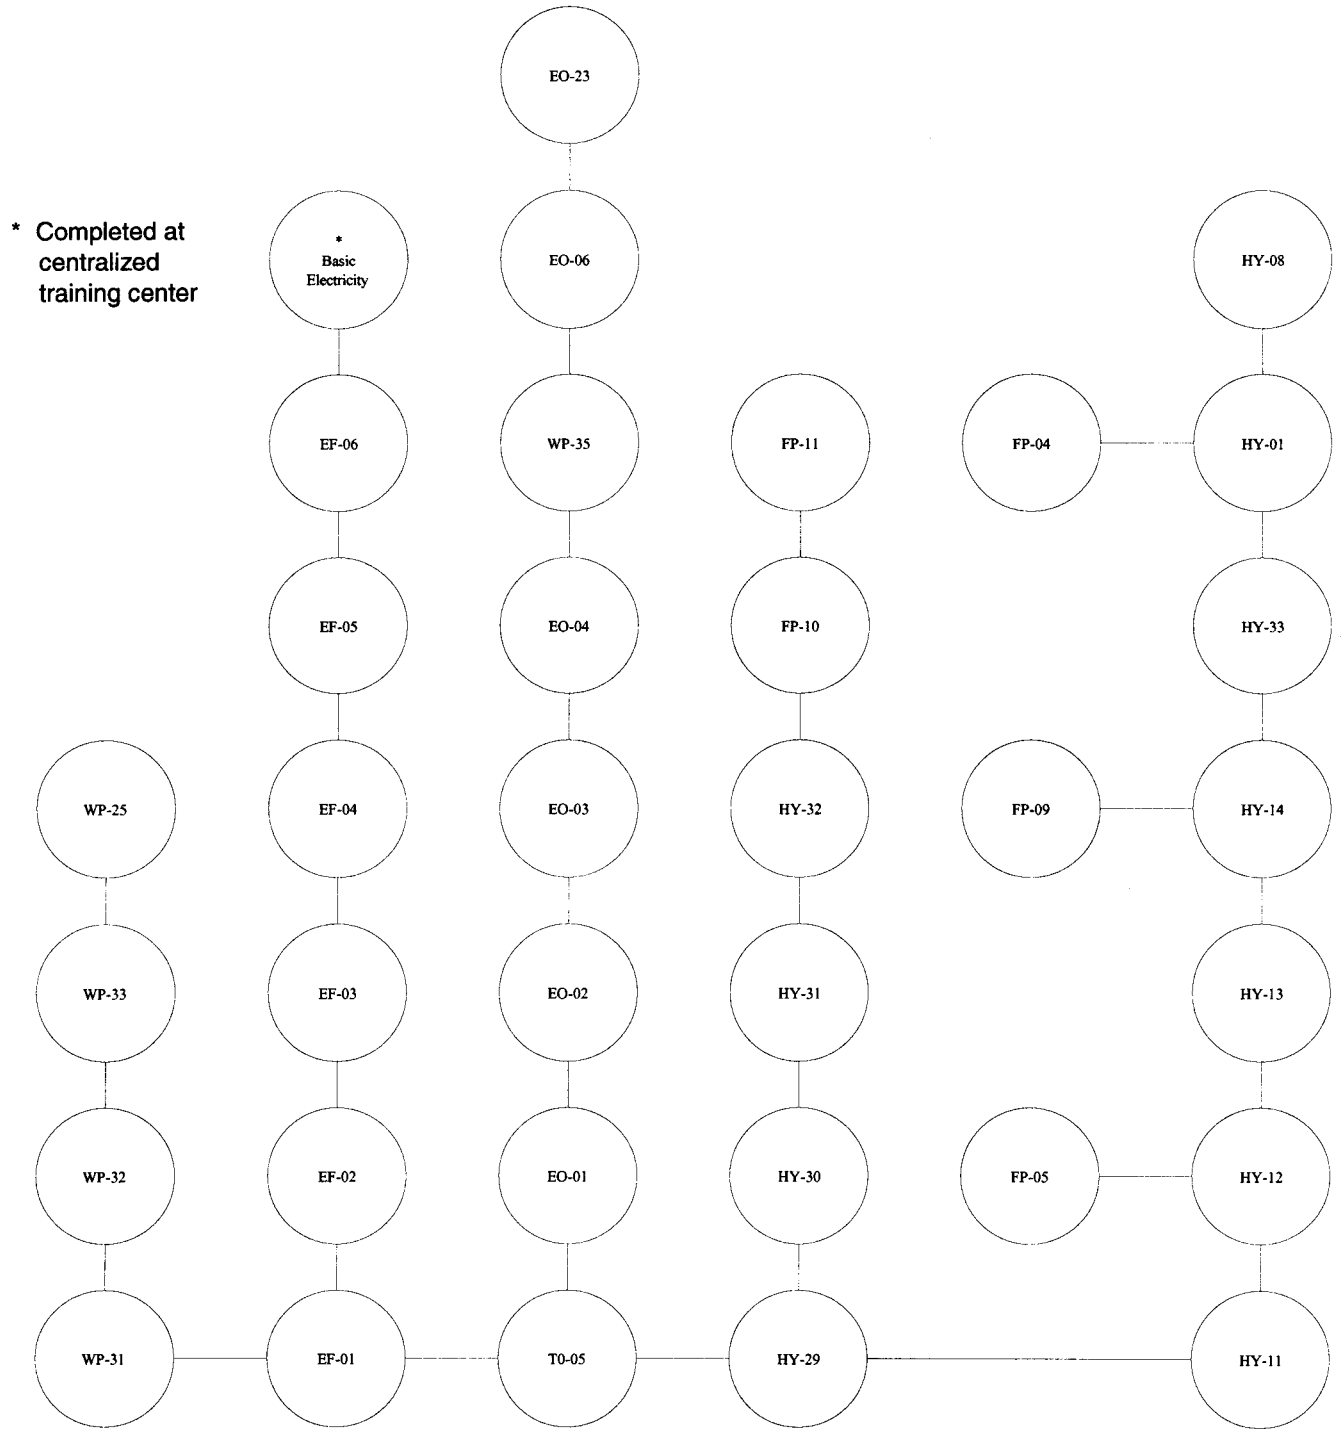 EO-23
* Completed at
centralized
training center
*
Basic
Electricity
EO-06
HY-08
EF-06
WP-35
FP-11
FP-04
HY-01
EF-05
EO-04
FP-10
HY-33
WP-25
EF-04
EO-03
HY-32
FP-09
HY-14
WP-33
EF-03
EO-02
HY-31
HY-13
WP-32
EF-02
EO-01
HY-30
FP-05
HY-12
WP-31
EF-01
T0-05
HY-29
HY-11